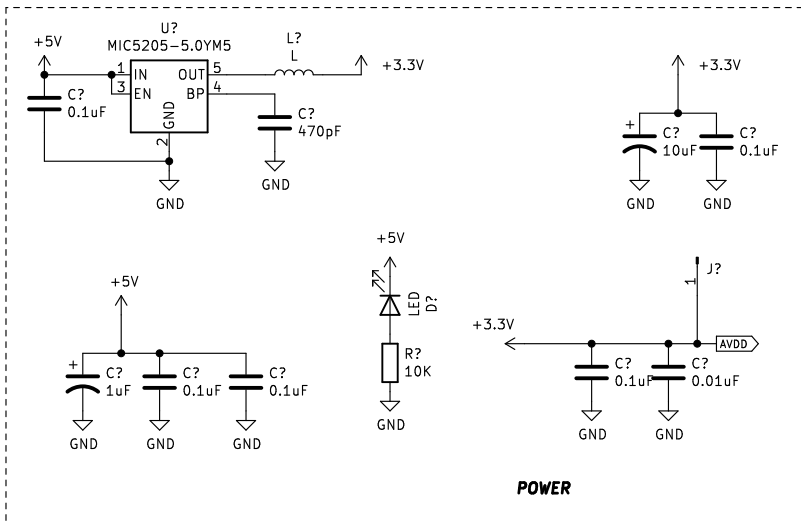 U?
MIC5205-5.0YM5
+5V
1 IN OUT 5
3 EN BP 4
GND
2
C?
0.1uF
L?
L
+3.3V
C?
470pF
GND
GND
+3.3V
C?
10uF
C?
0.1uF
GND
GND
+5V
C?
1uF
C?
0.1uF
C?
0.1uF
GND
GND
GND
+5V
LED
D?
R?
10K
GND
J?
1
+3.3V
AVDD
C?
0.1uF
C?
0.01uF
GND
GND
POWER